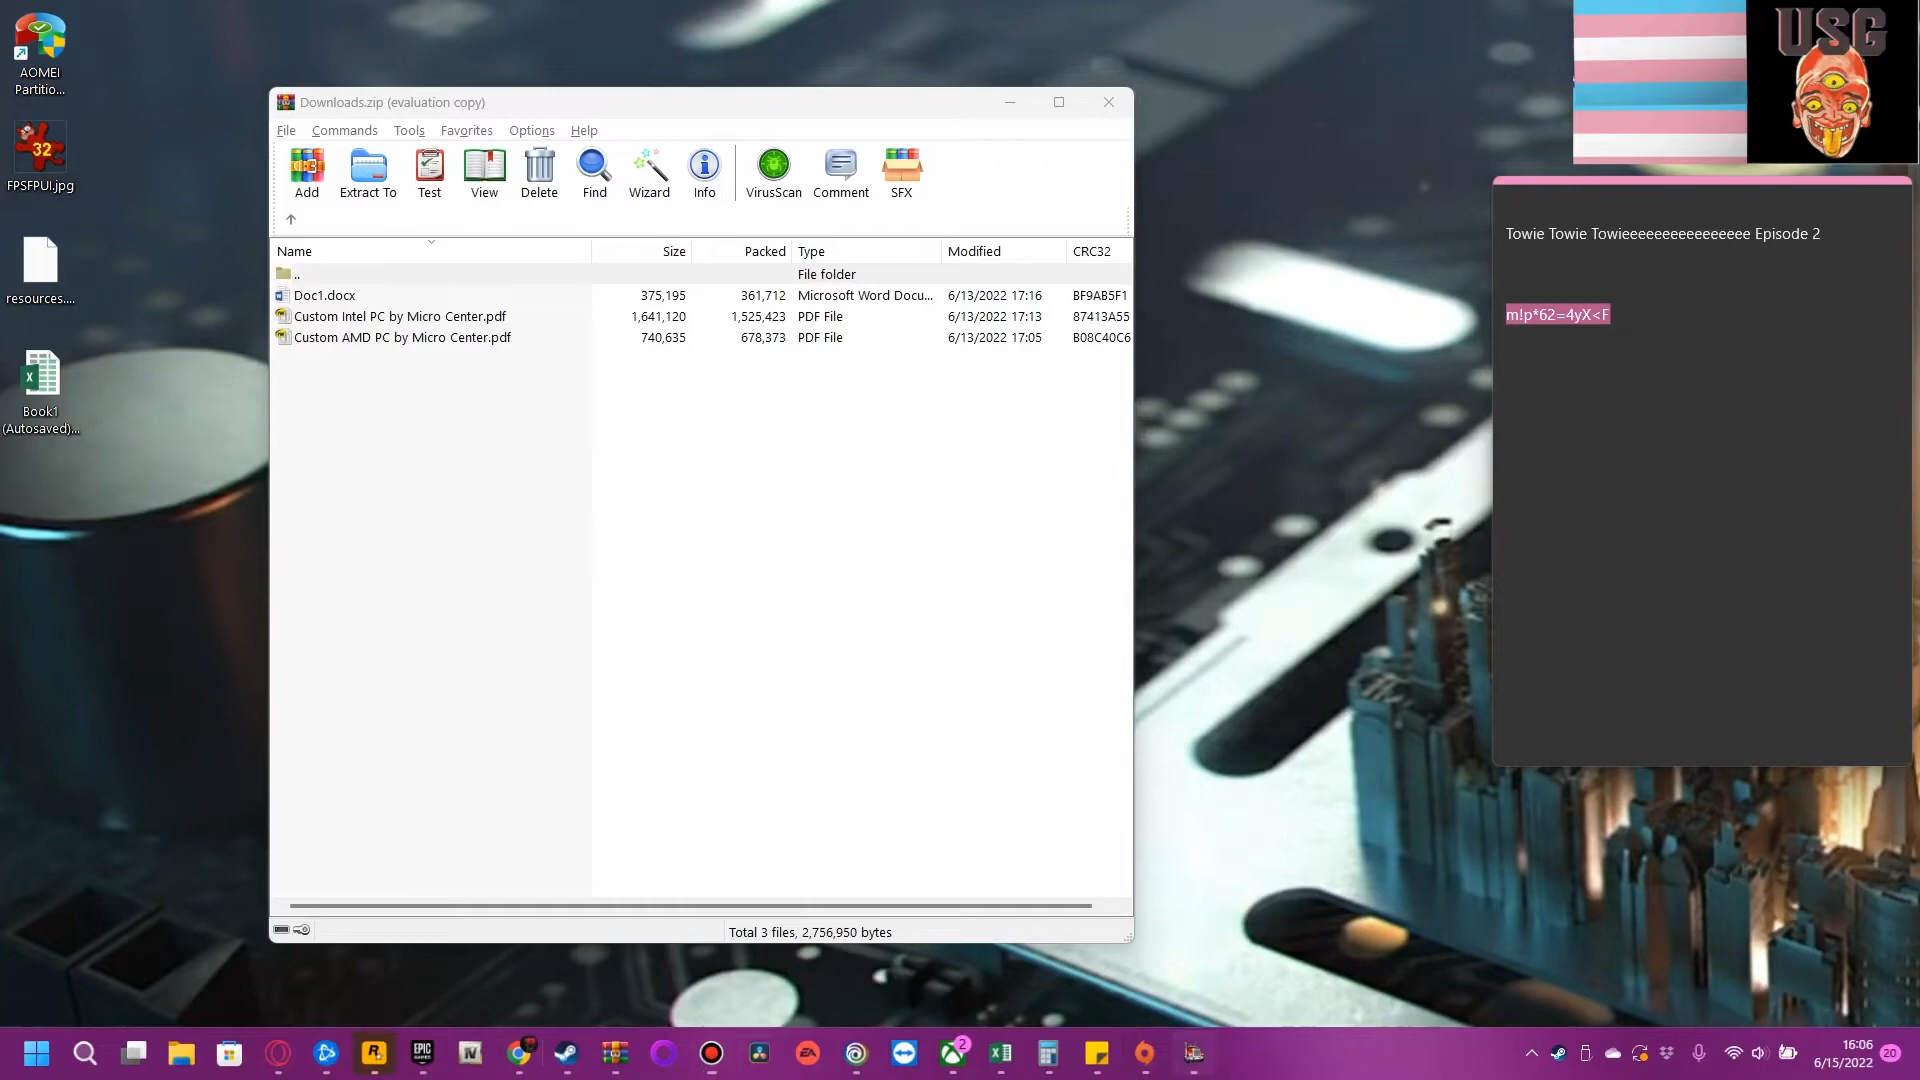 AOMEI
Partitio...
32
FPSFPUI.jpg
resources....
Book1
(Autosaved)...
Downloads.zip (evaluation copy)
File Commands Tools Favorites Options Help
Add Extract To Test View Delete Find Wizard Info VirusScan Comment SFX
Name Size Packed Type Modified CRC32
.. File folder
Doc1.docx 375,195 361,712 Microsoft Word Docu... 6/13/2022 17:16 BF9AB5F1
Custom Intel PC by Micro Center.pdf 1,641,120 1,525,423 PDF File 6/13/2022 17:13 87413A55
Custom AMD PC by Micro Center.pdf 740,635 678,373 PDF File 6/13/2022 17:05 B08C40C6
Total 3 files, 2,756,950 bytes
USG
Towie Towie Towieeeeeeeeeeeeeeee Episode 2
m!p*62=4yX<F
EPIC
GAMES
EA
2
16:06
6/15/2022
20